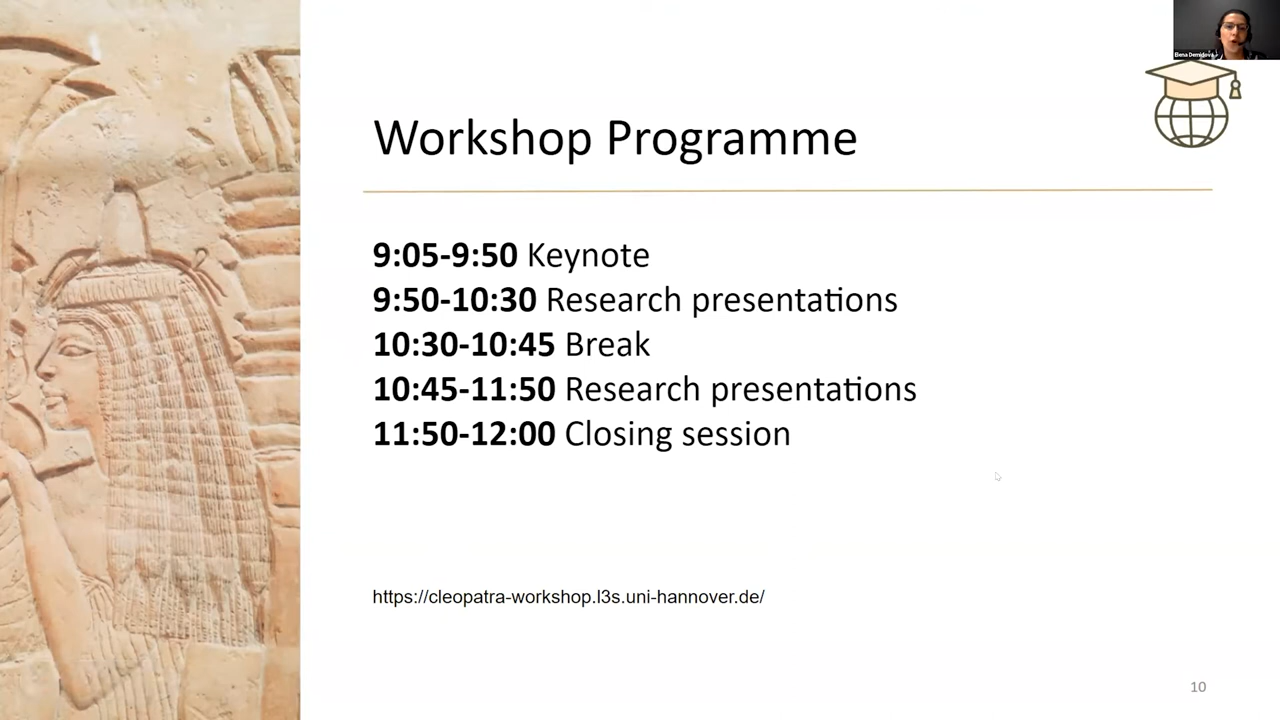 Elena Demidova
Workshop Programme
9:05-9:50 Keynote
9:50-10:30 Research presentations
10:30-10:45 Break
10:45-11:50 Research presentations
11:50-12:00 Closing session
https://cleopatra-workshop.l3s.uni-hannover.de/
10